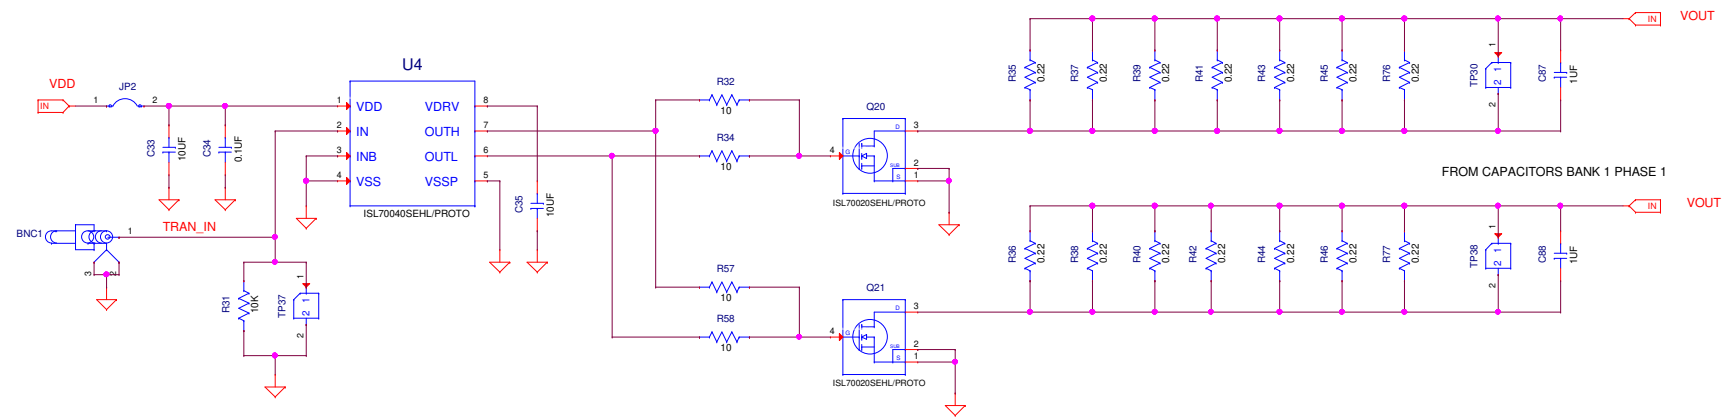 VOUT
IN
R35 0.22
R37 0.22
R39 0.22
R41 0.22
R43 0.22
R45 0.22
R76 0.22
TP30 1 2 1 2
C87 1UF
U4
VDD
IN
1 JP2 2
C33 10UF
C34 0.1UF
1 VDD
2 IN
3 INB
4 VSS
VDRV 8
OUTH 7
OUTL 6
VSSP 5
ISL70040SEHL/PROTO
C35 10UF
R32
10
R34
10
Q20
D 3
4 G
SUB 2
S 1
ISL70020SEHL/PROTO
FROM CAPACITORS BANK 1 PHASE 1
VOUT
IN
R36 0.22
R38 0.22
R40 0.22
R42 0.22
R44 0.22
R46 0.22
R77 0.22
TP38 1 2 1 2
C88 1UF
BNC1
1
TRAN_IN
3 2
R31 10K
TP37 1 2 1 2
R57
10
R58
10
Q21
D 3
4 G
SUB 2
S 1
ISL70020SEHL/PROTO